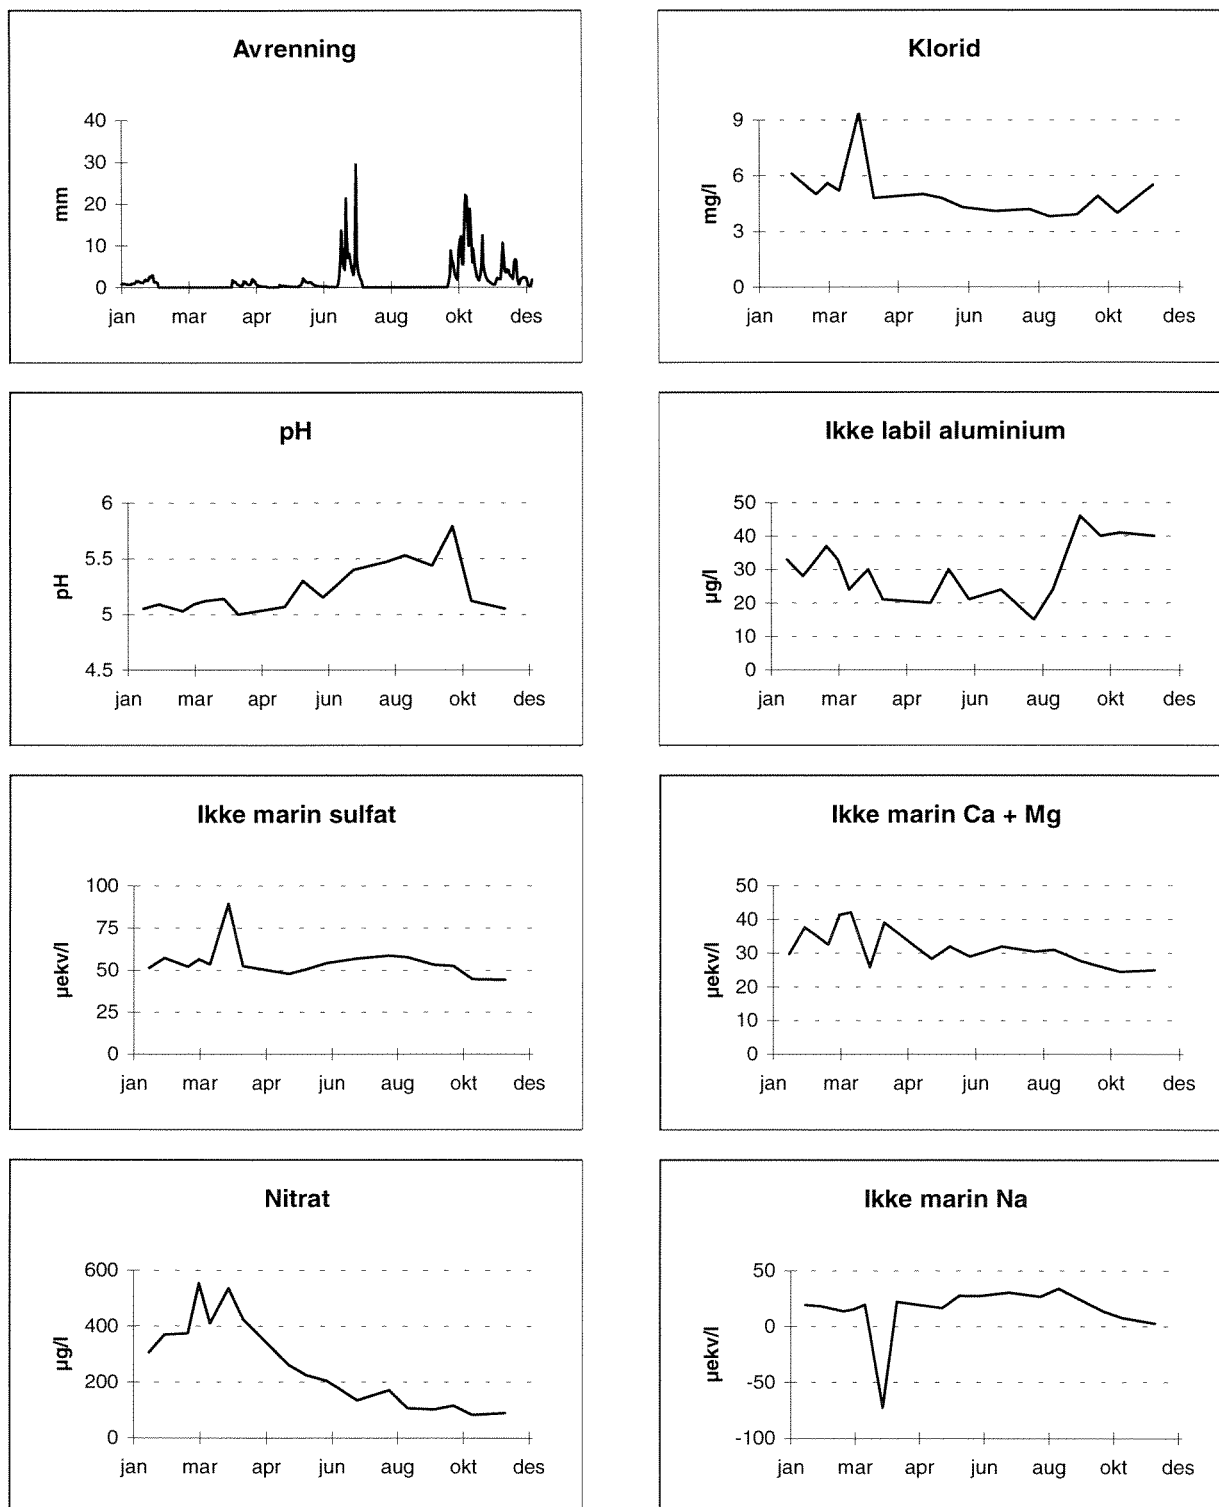 Avrenning
40
30
20
10
0
mm
jan mar apr jun aug okt des
Klorid
9
6
3
0
mg/l
jan mar apr jun aug okt des
pH
6
5.5
5
4.5
pH
jan mar apr jun aug okt des
Ikke labil aluminium
50
40
30
20
10
0
µg/l
jan mar apr jun aug okt des
Ikke marin sulfat
100
75
50
25
0
µekv/l
jan mar apr jun aug okt des
Ikke marin Ca + Mg
50
40
30
20
10
0
µekv/l
jan mar apr jun aug okt des
Nitrat
600
400
200
0
µg/l
jan mar apr jun aug okt des
Ikke marin Na
50
0
-50
-100
µekv/l
jan mar apr jun aug okt des